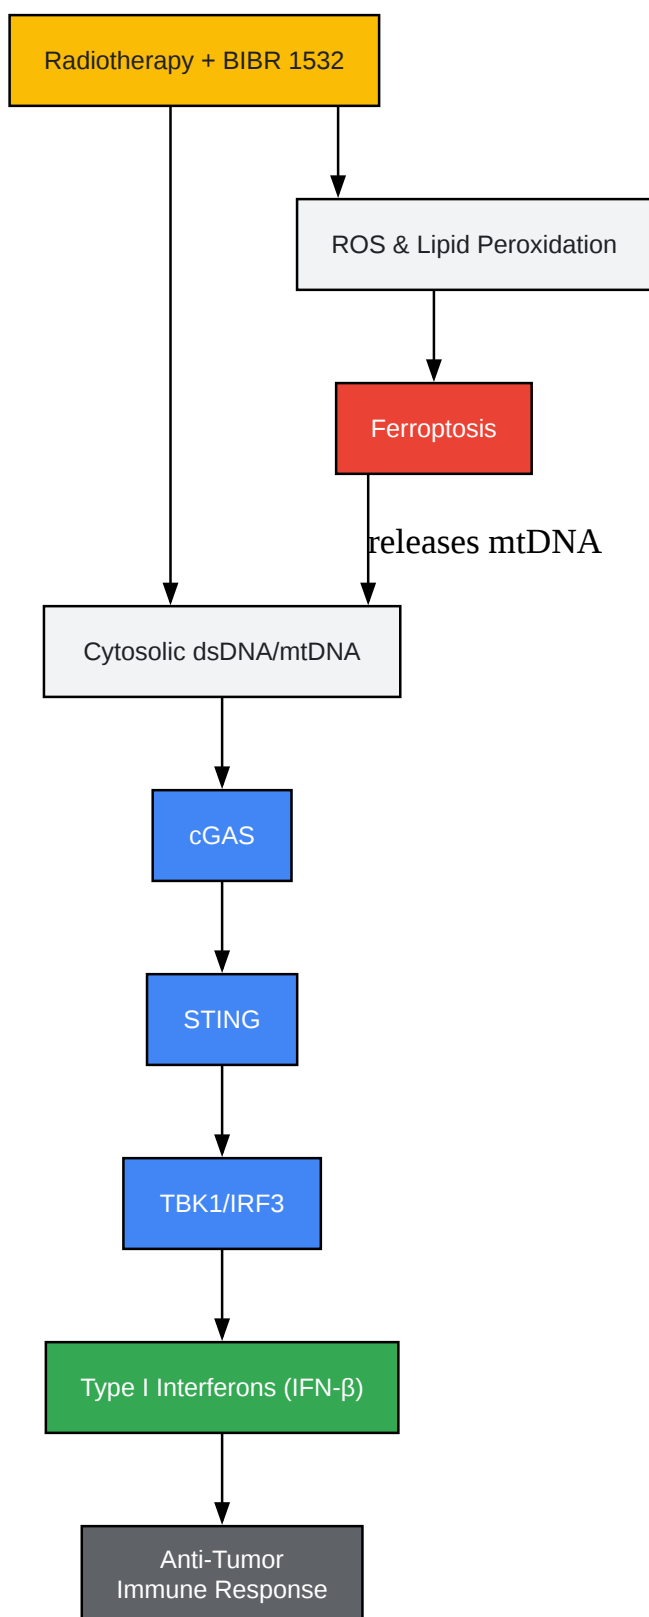 Radiotherapy + BIBR 1532
ROS & Lipid Peroxidation
Ferroptosis
releases mtDNA
Cytosolic dsDNA/mtDNA
cGAS
STING
TBK1/IRF3
Type I Interferons (IFN-β)
Anti-Tumor
Immune Response